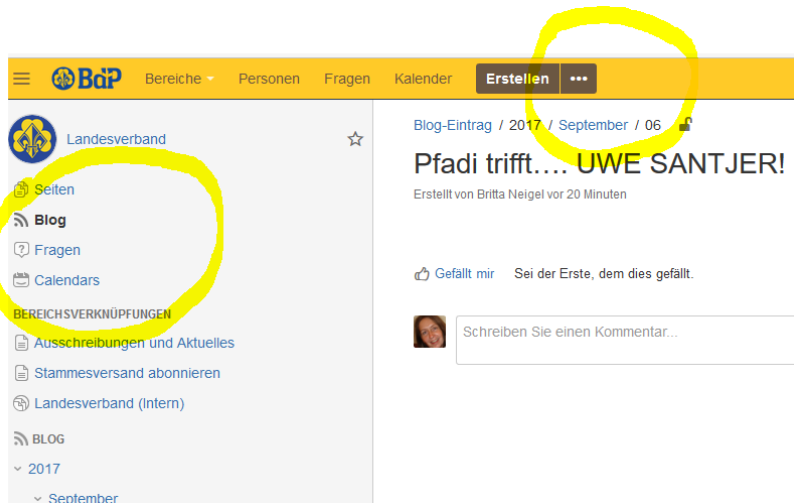 BdP Bereiche Personen Fragen Kalender Erstellen •••
Landesverband
Seiten
Blog
Fragen
Calendars
BEREICHSVERKNÜPFUNGEN
Ausschreibungen und Aktuelles
Stammesversand abonnieren
Landesverband (Intern)
BLOG
2017
September
Blog-Eintrag / 2017 / September / 06
Pfadi trifft.... UWE SANTJER!
Erstellt von Britta Neigel vor 20 Minuten
Gefällt mir Sei der Erste, dem dies gefällt.
Schreiben Sie einen Kommentar...